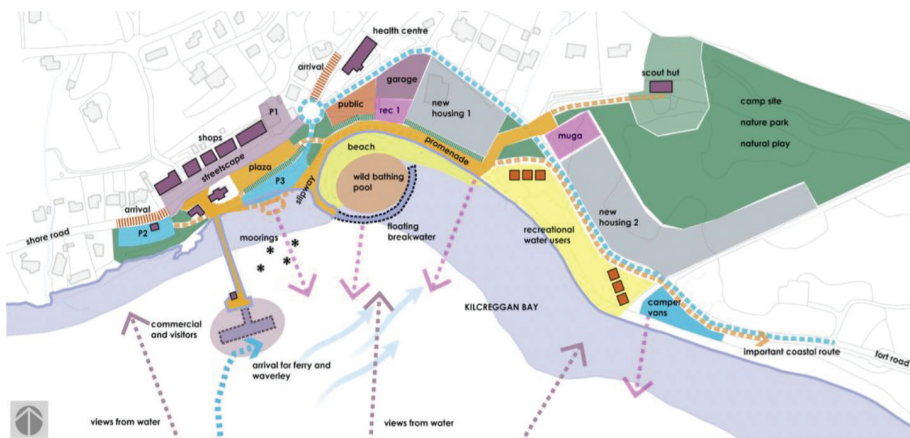 health centre
arrival
garage
scout hut
public
rec 1
new
housing 1
camp site
nature park
natural play
P1
shops
streetscape
plaza
beach
promenade
muga
P3
slipway
wild bathing
pool
arrival
shore road
P2
moorings
floating
breakwater
recreational
water users
new
housing 2
KILCREGGAN BAY
camper
vans
commercial
and visitors
arrival for ferry and
waverley
important coastal route
fort road
views from water
views from water